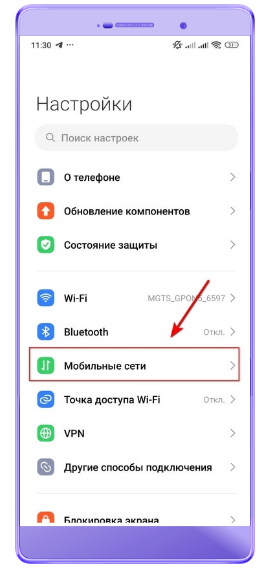 11:30
Настройки
Поиск настроек
О телефоне
Обновление компонентов
Состояние защиты
Wi-Fi MGTS_GPON5_6597
Bluetooth Откл.
Мобильные сети
Точка доступа Wi-Fi Откл.
VPN
Другие способы подключения
Блокировка экрана